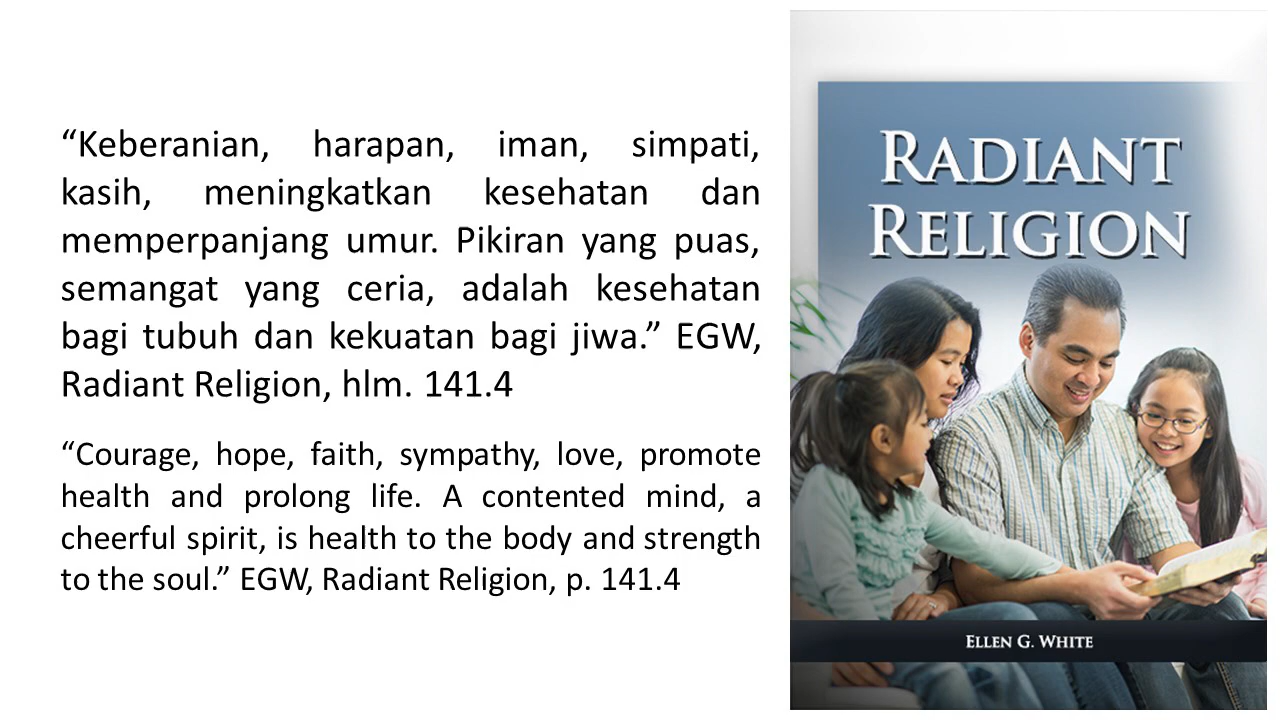 “Keberanian, harapan, iman, simpati,
kasih, meningkatkan kesehatan dan
memperpanjang umur. Pikiran yang puas,
semangat yang ceria, adalah kesehatan
bagi tubuh dan kekuatan bagi jiwa.” EGW,
Radiant Religion, hlm. 141.4
“Courage, hope, faith, sympathy, love, promote
health and prolong life. A contented mind, a
cheerful spirit, is health to the body and strength
to the soul.” EGW, Radiant Religion, p. 141.4
RADIANT
RELIGION
ELLEN G. WHITE